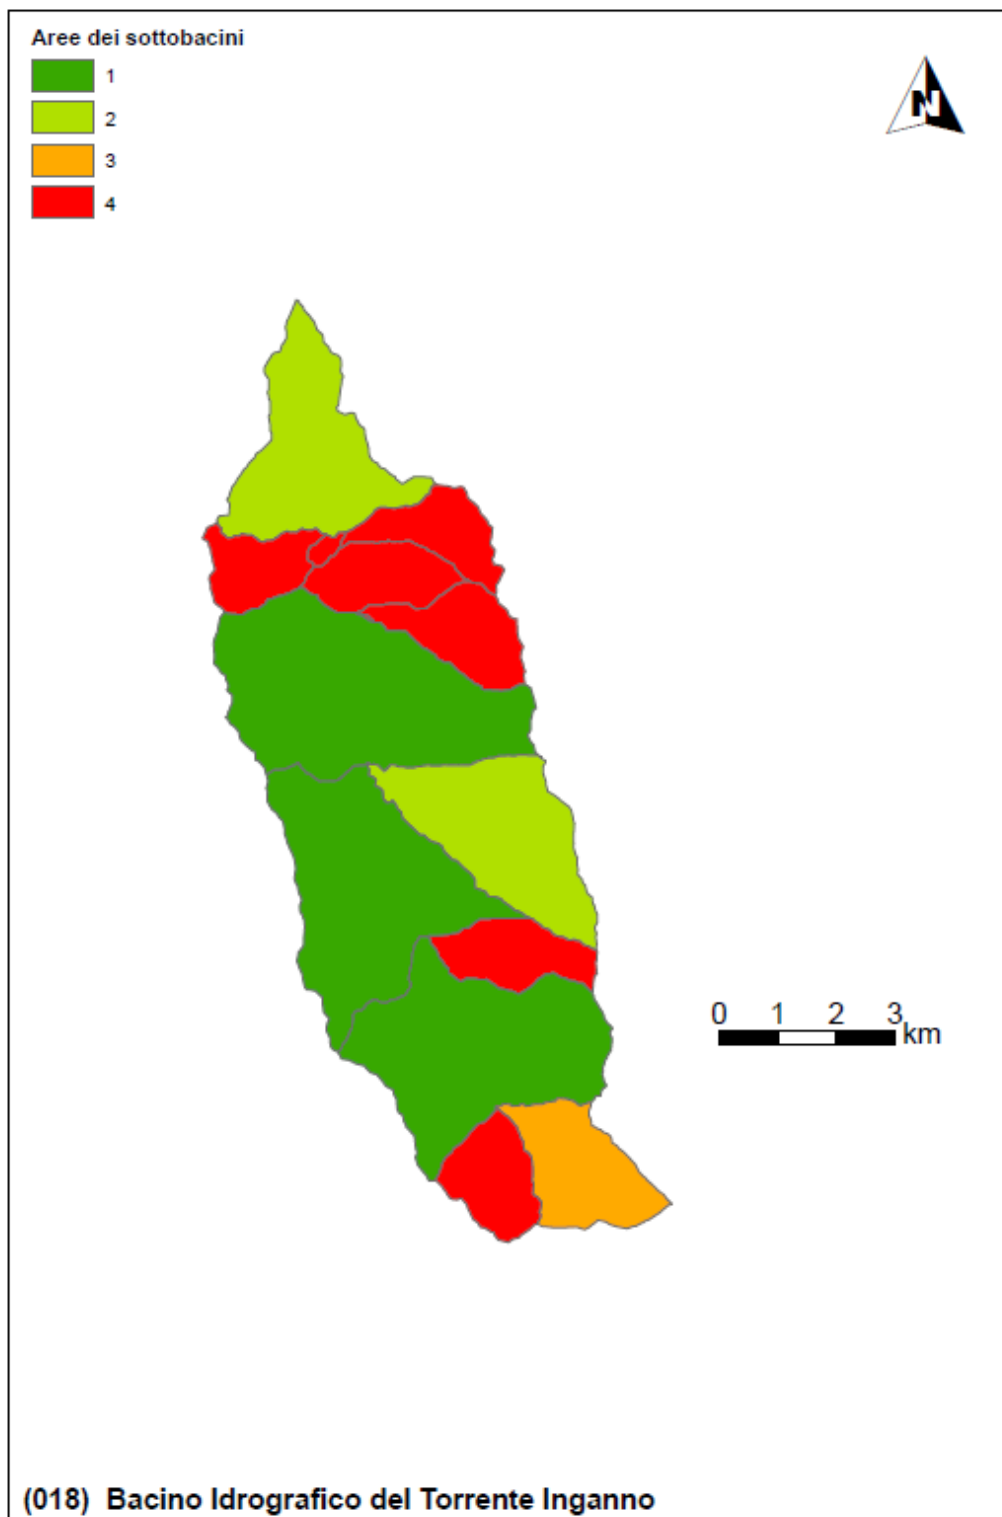 Aree dei sottobacini
1
2
3
4
N
0 1 2 3 km
(018) Bacino Idrografico del Torrente Inganno